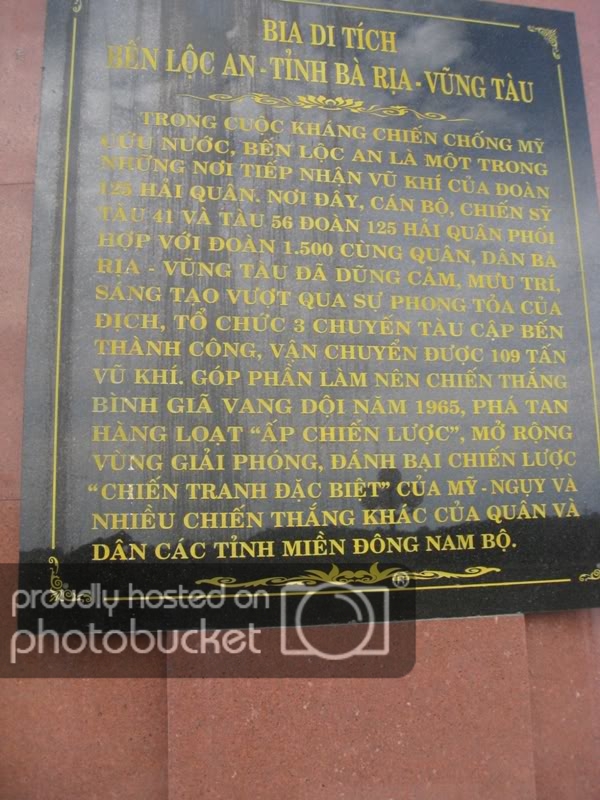 BIA DI TÍCH
BẾN LỘC AN - TỈNH BÀ RỊA - VŨNG TÀU
TRONG CUỘC KHÁNG CHIẾN CHỐNG MỸ
CỨU NƯỚC, BẾN LỘC AN LÀ MỘT TRONG
NHỮNG NƠI TIẾP NHẬN VŨ KHÍ CỦA ĐOÀN
125 HẢI QUÂN. NƠI ĐÂY, CÁN BỘ, CHIẾN SỸ
TÀU 41 VÀ TÀU 56 ĐOÀN 125 HẢI QUÂN PHỐI
HỢP VỚI ĐOÀN 1.500 CÙNG QUÂN, DÂN BÀ
RỊA - VŨNG TÀU ĐÃ DŨNG CẢM, MƯU TRÍ,
SÁNG TẠO VƯỢT QUA SỰ PHONG TỎA CỦA
ĐỊCH, TỔ CHỨC 3 CHUYẾN TÀU CẬP BẾN
THÀNH CÔNG, VẬN CHUYỂN ĐƯỢC 109 TẤN
VŨ KHÍ. GÓP PHẦN LÀM NÊN CHIẾN THẮNG
BÌNH GIÃ VANG DỘI NĂM 1965, PHÁ TAN
HÀNG LOẠT “ẤP CHIẾN LƯỢC”, MỞ RỘNG
VÙNG GIẢI PHÓNG, ĐÁNH BẠI CHIẾN LƯỢC
“CHIẾN TRANH ĐẶC BIỆT” CỦA MỸ - NGỤY VÀ
NHIỀU CHIẾN THẮNG KHÁC CỦA QUÂN VÀ
DÂN CÁC TỈNH MIỀN ĐÔNG NAM BỘ.
proudly hosted on
photobucket
®